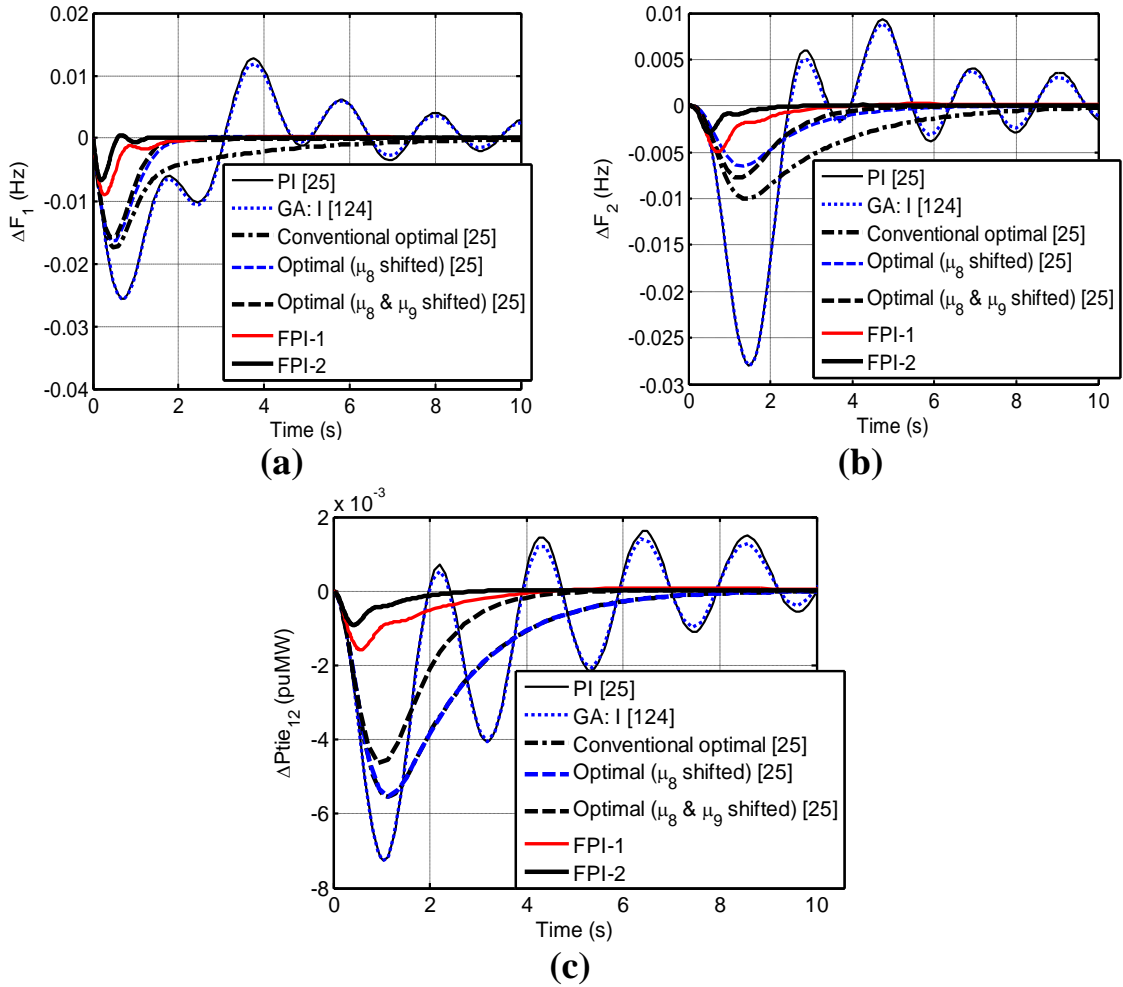 0.02
0.01
0
-0.01
-0.02
-0.03
-0.04
ΔF1 (Hz)
0 2 4 6 8 10
Time (s)
PI [25]
GA: I [124]
Conventional optimal [25]
Optimal (μ8 shifted) [25]
Optimal (μ8 & μ9 shifted) [25]
FPI-1
FPI-2
(a)
0.01
0.005
0
-0.005
-0.01
-0.015
-0.02
-0.025
-0.03
ΔF2 (Hz)
0 2 4 6 8 10
Time (s)
PI [25]
GA: I [124]
Conventional optimal [25]
Optimal (μ8 shifted) [25]
Optimal (μ8 & μ9 shifted) [25]
FPI-1
FPI-2
(b)
x 10-3
2
0
-2
-4
-6
-8
ΔPtie12 (puMW)
0 2 4 6 8 10
Time (s)
PI [25]
GA: I [124]
Conventional optimal [25]
Optimal (μ8 shifted) [25]
Optimal (μ8 & μ9 shifted) [25]
FPI-1
FPI-2
(c)